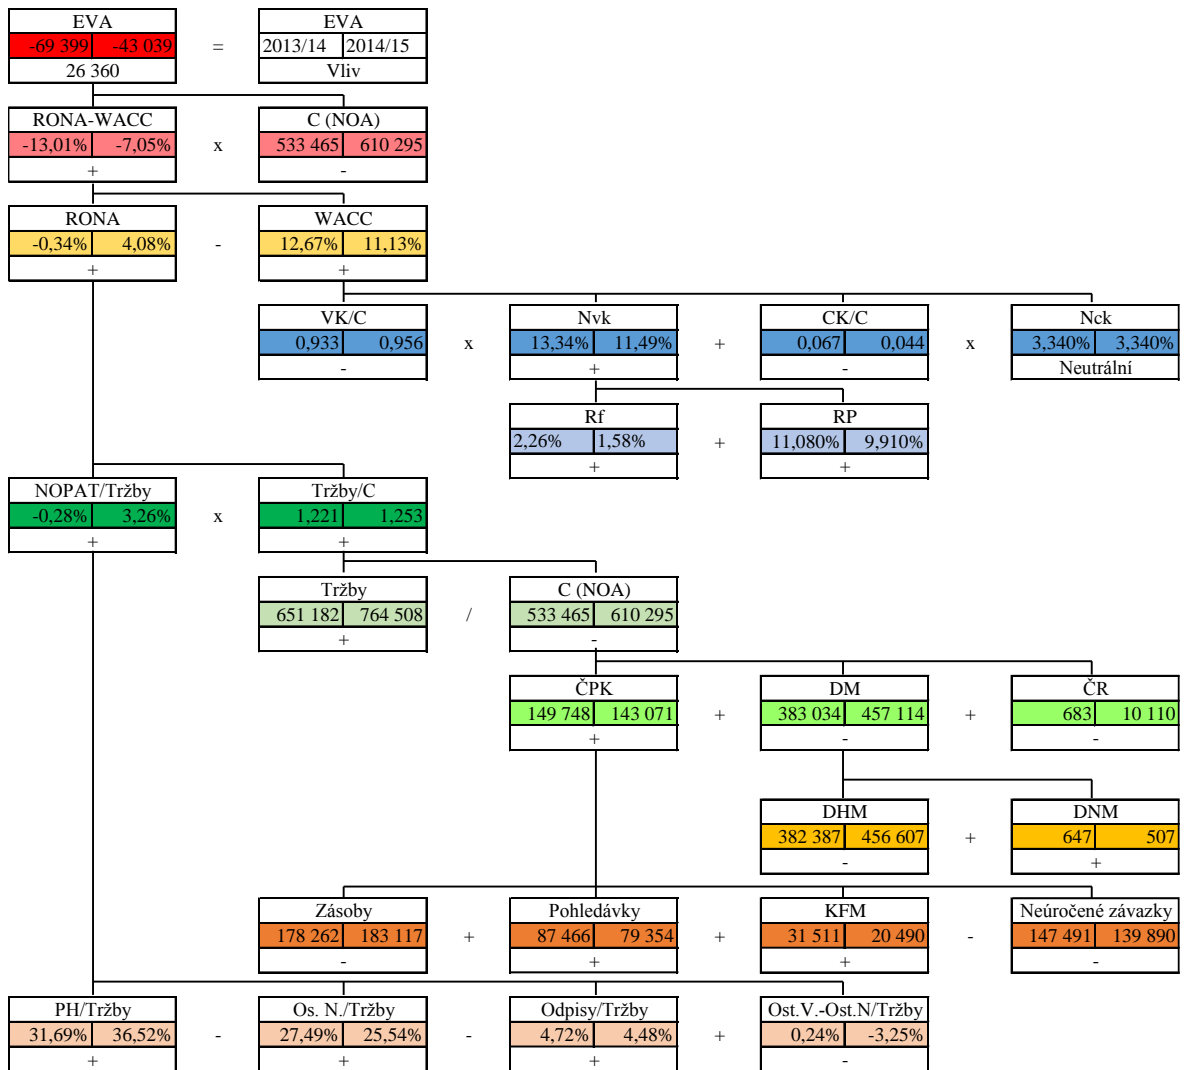 EVA EVA
-69 399 -43 039 = 2013/14 2014/15
26 360 Vliv
RONA-WACC C (NOA)
-13,01% -7,05% x 533 465 610 295
+ -
RONA WACC
-0,34% 4,08% - 12,67% 11,13%
+ +
VK/C Nvk CK/C Nck
0,933 0,956 x 13,34% 11,49% + 0,067 0,044 x 3,340% 3,340%
- + - Neutrální
Rf RP
2,26% 1,58% + 11,080% 9,910%
+ +
NOPAT/Tržby Tržby/C
-0,28% 3,26% x 1,221 1,253
+ +
Tržby C (NOA)
651 182 764 508 / 533 465 610 295
+ -
ČPK DM ČR
149 748 143 071 + 383 034 457 114 + 683 10 110
+ - -
DHM DNM
382 387 456 607 + 647 507
- +
Zásoby Pohledávky KFM Neúročené závazky
178 262 183 117 + 87 466 79 354 + 31 511 20 490 - 147 491 139 890
- + + -
PH/Tržby Os. N./Tržby Odpisy/Tržby Ost.V.-Ost.N/Tržby
31,69% 36,52% - 27,49% 25,54% - 4,72% 4,48% + 0,24% -3,25%
+ + + -